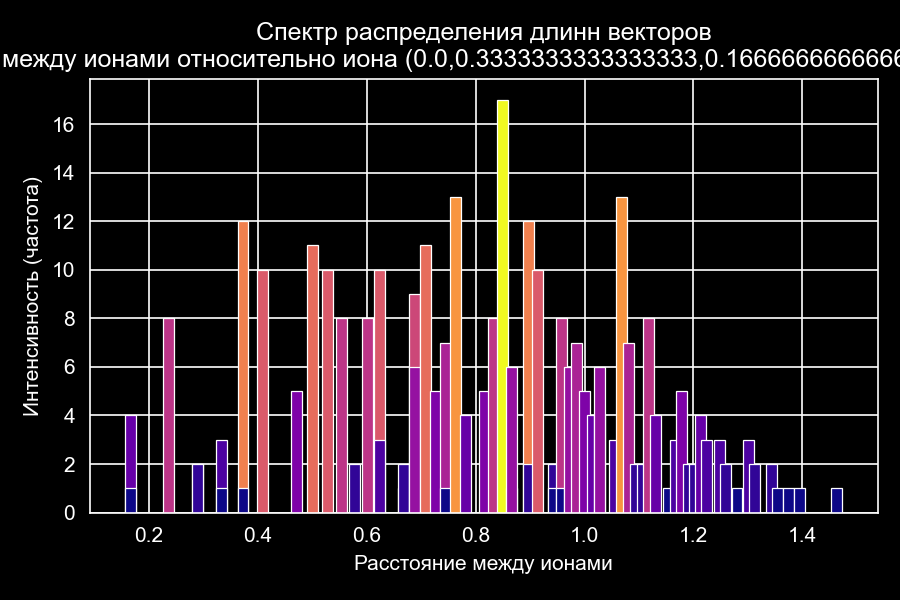 Спектр распределения длинн векторов
между ионами относительно иона (0.0,0.3333333333333333,0.1666666666666
Интенсивность (частота)
16
14
12
10
8
6
4
2
0
0.2 0.4 0.6 0.8 1.0 1.2 1.4
Расстояние между ионами